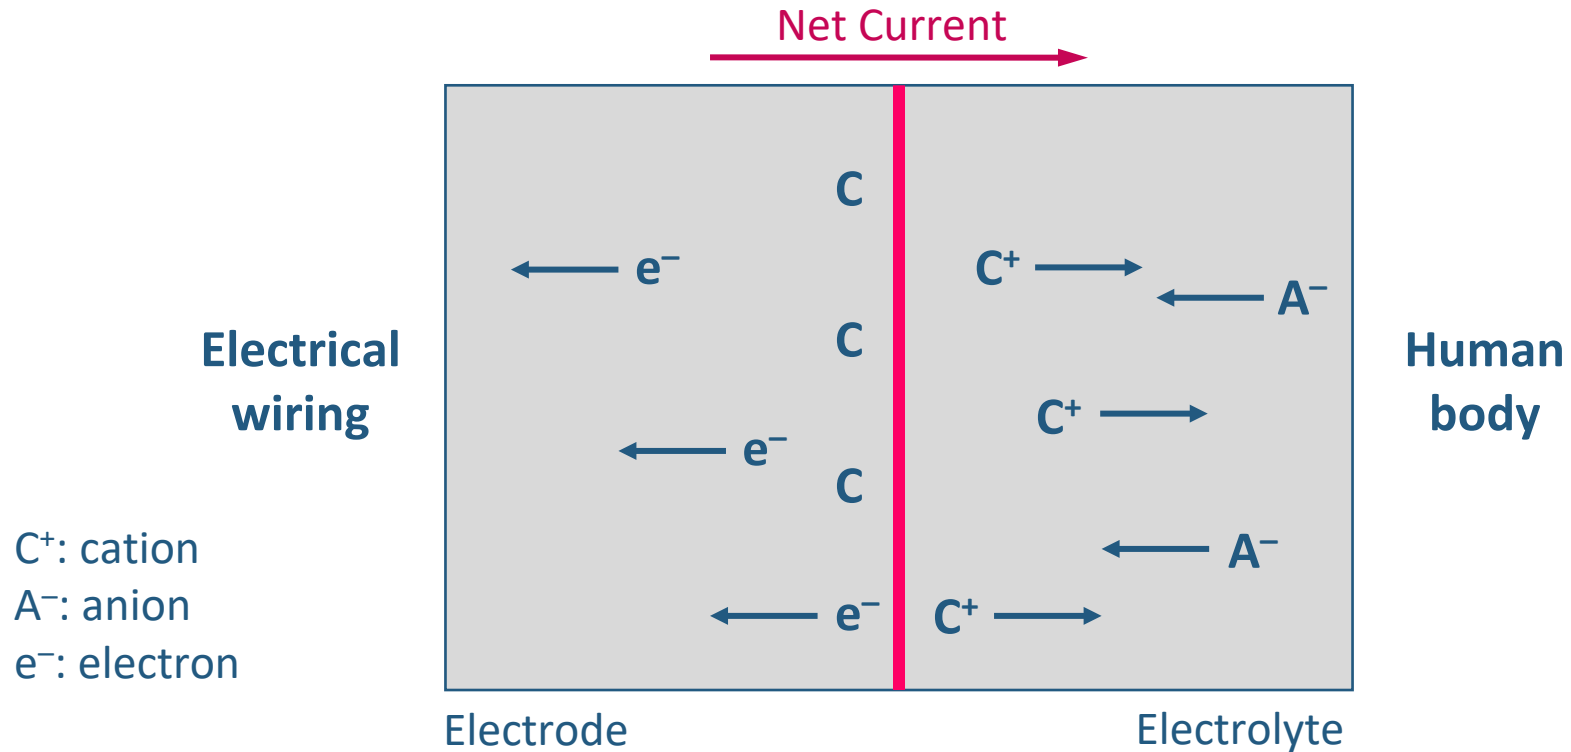 Net Current
C
e⁻
C⁺
A⁻
Electrical
wiring
Human
body
C
C⁺
e⁻
C
A⁻
e⁻
C⁺
C⁺: cation
A⁻: anion
e⁻: electron
Electrode
Electrolyte